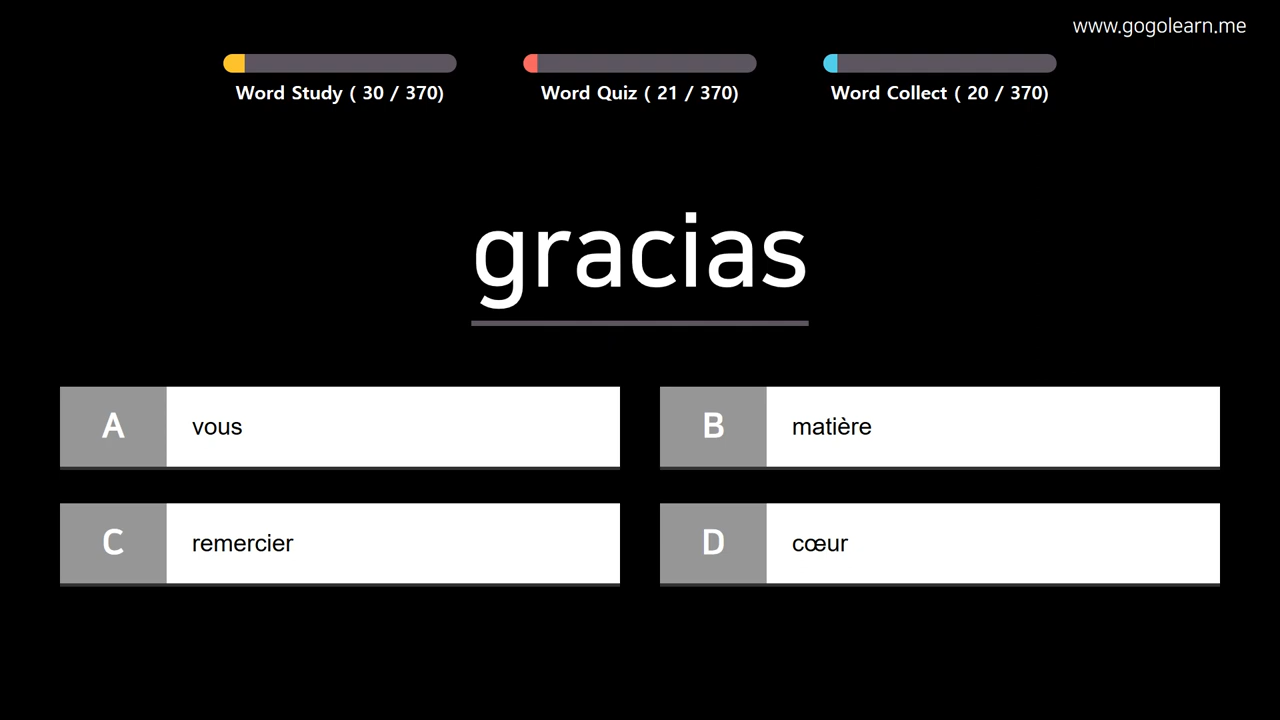 www.gogolearn.me
Word Study ( 30 / 370)
Word Quiz ( 21 / 370)
Word Collect ( 20 / 370)
gracias
A vous
B matière
C remercier
D cœur